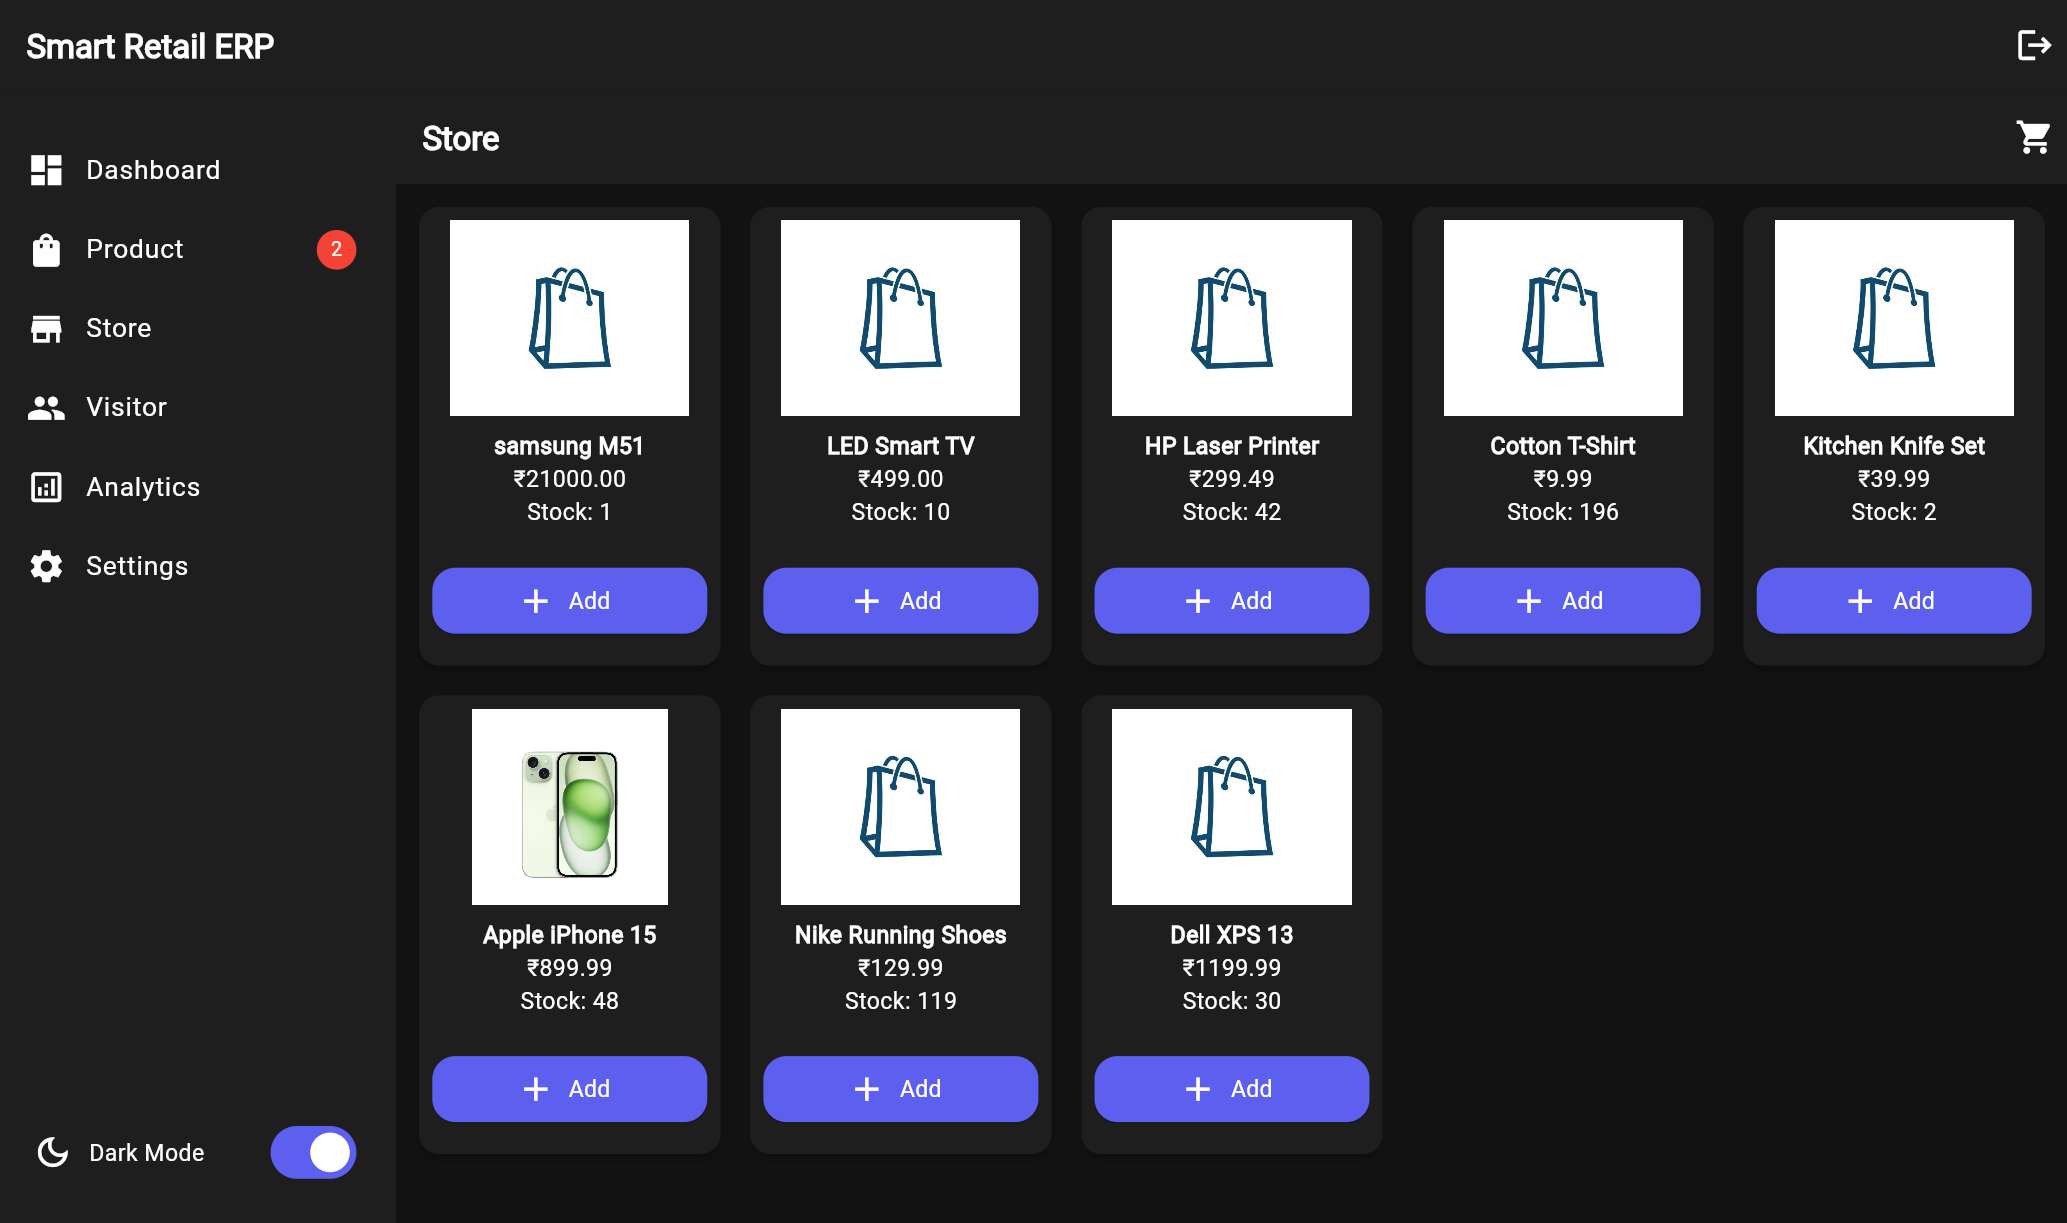 Smart Retail ERP
Dashboard
Product
2
Store
Visitor
Analytics
Settings
Dark Mode
Store
samsung M51
₹21000.00
Stock: 1
Add
LED Smart TV
₹499.00
Stock: 10
Add
HP Laser Printer
₹299.49
Stock: 42
Add
Cotton T-Shirt
₹9.99
Stock: 196
Add
Kitchen Knife Set
₹39.99
Stock: 2
Add
Apple iPhone 15
₹899.99
Stock: 48
Add
Nike Running Shoes
₹129.99
Stock: 119
Add
Dell XPS 13
₹1199.99
Stock: 30
Add